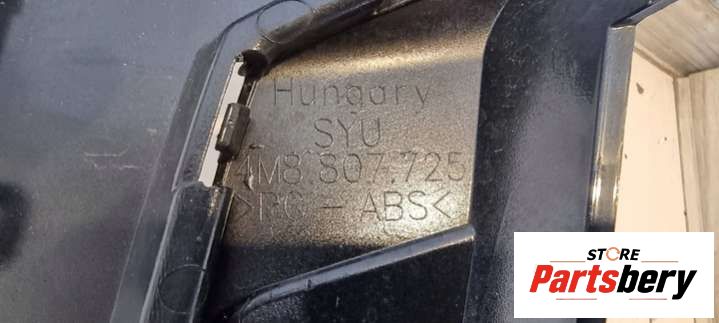 Hungary
SYU
4M8.807.725
>PC - ABS<
STORE
Partsbery